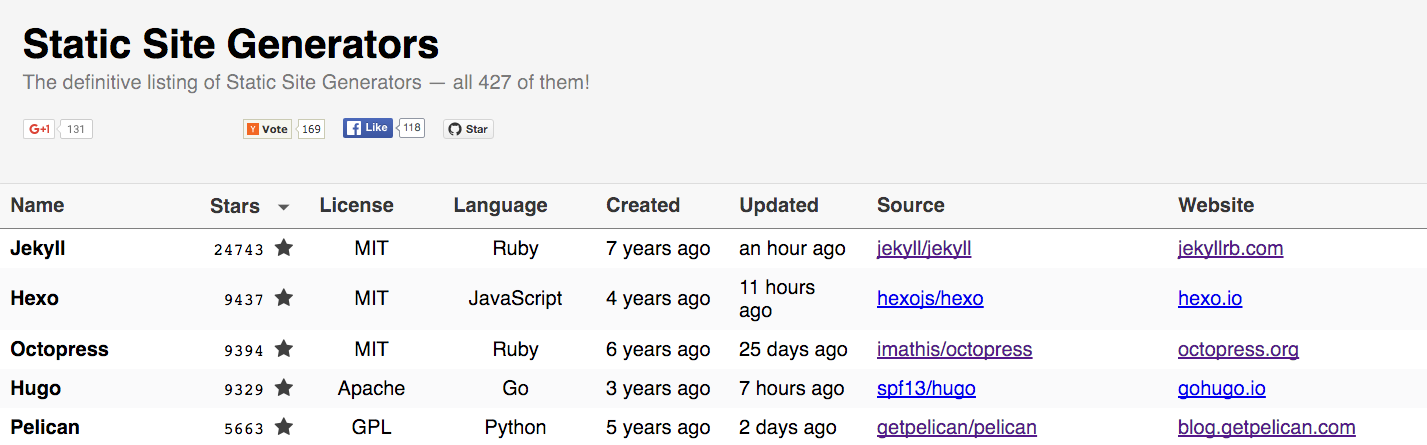 Static Site Generators
The definitive listing of Static Site Generators — all 427 of them!
G+1 131 Y Vote 169 f Like 118 Star
Name Stars License Language Created Updated Source Website
Jekyll 24743 MIT Ruby 7 years ago an hour ago jekyll/jekyll jekyllrb.com
Hexo 9437 MIT JavaScript 4 years ago 11 hours ago hexojs/hexo hexo.io
Octopress 9394 MIT Ruby 6 years ago 25 days ago imathis/octopress octopress.org
Hugo 9329 Apache Go 3 years ago 7 hours ago spf13/hugo gohugo.io
Pelican 5663 GPL Python 5 years ago 2 days ago getpelican/pelican blog.getpelican.com